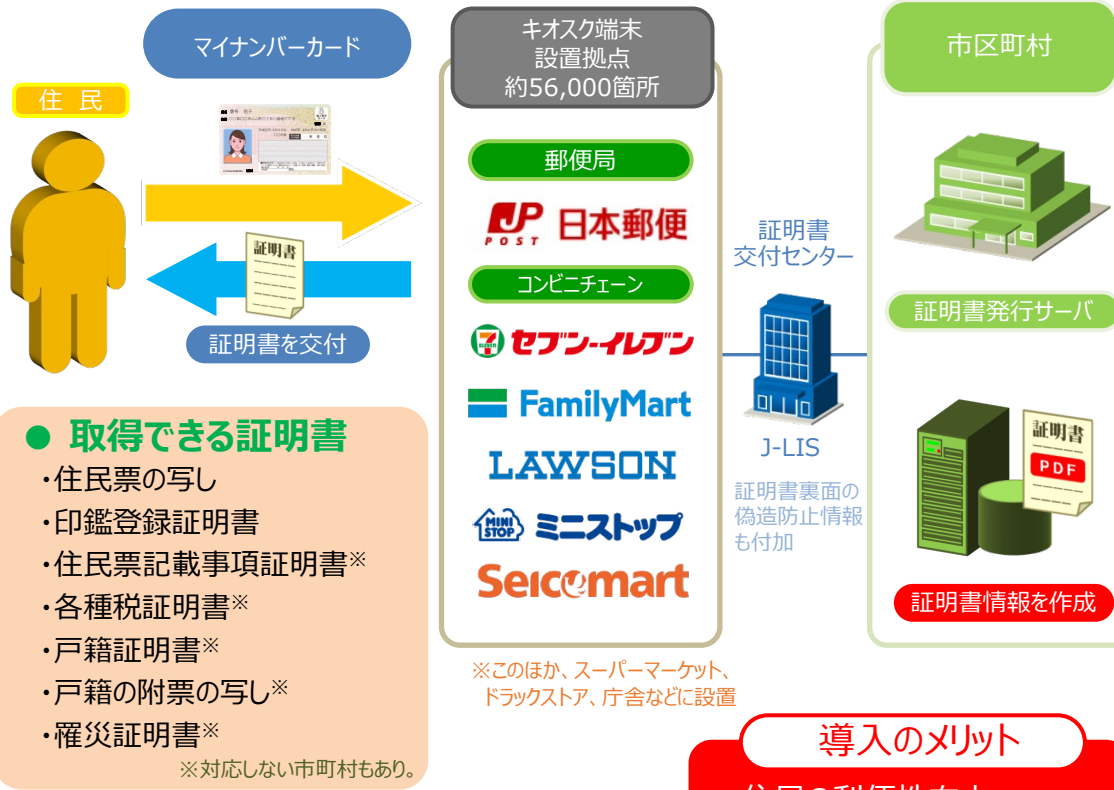 マイナンバーカード
住 民
証明書
証明書を交付
キオスク端末
設置拠点
約56,000箇所
郵便局
JP
POST
日本郵便
コンビニチェーン
セブン-イレブン
FamilyMart
LAWSON
MINI
STOP
ミニストップ
Seicomart
※このほか、スーパーマーケット、
ドラックストア、庁舎などに設置
証明書
交付センター
J-LIS
証明書裏面の
偽造防止情報
も付加
市区町村
証明書発行サーバ
証明書
PDF
証明書情報を作成
● 取得できる証明書
・住民票の写し
・印鑑登録証明書
・住民票記載事項証明書※
・各種税証明書※
・戸籍証明書※
・戸籍の附票の写し※
・罹災証明書※
※対応しない市町村もあり。
導入のメリット